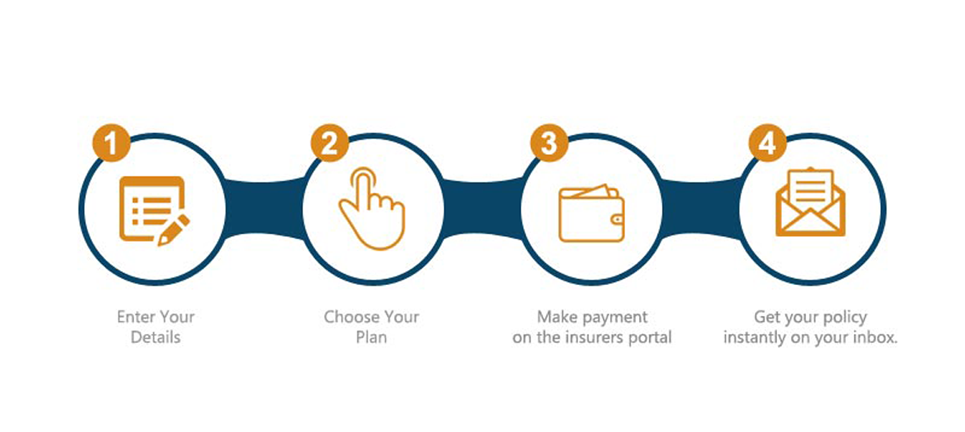 1
2
3
4
Enter Your
Details
Choose Your
Plan
Make payment
on the insurers portal
Get your policy
instantly on your inbox.